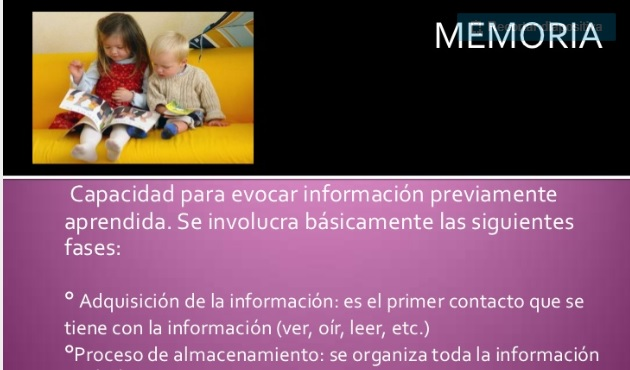 MEMORIA
Capacidad para evocar información previamente
aprendida. Se involucra básicamente las siguientes
fases:
° Adquisición de la información: es el primer contacto que se
tiene con la información (ver, oír, leer, etc.)
°Proceso de almacenamiento: se organiza toda la información